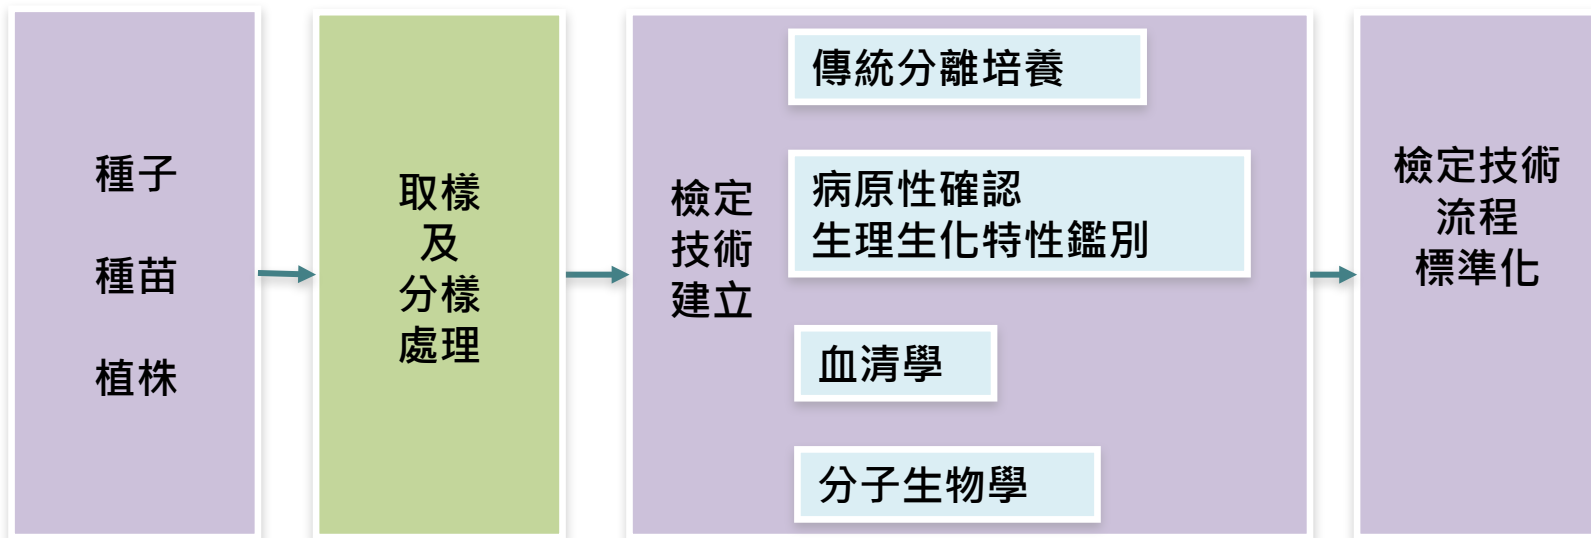 種子
種苗
植株
取樣
及
分樣
處理
檢定
技術
建立
傳統分離培養
病原性確認
生理生化特性鑑別
血清學
分子生物學
檢定技術
流程
標準化